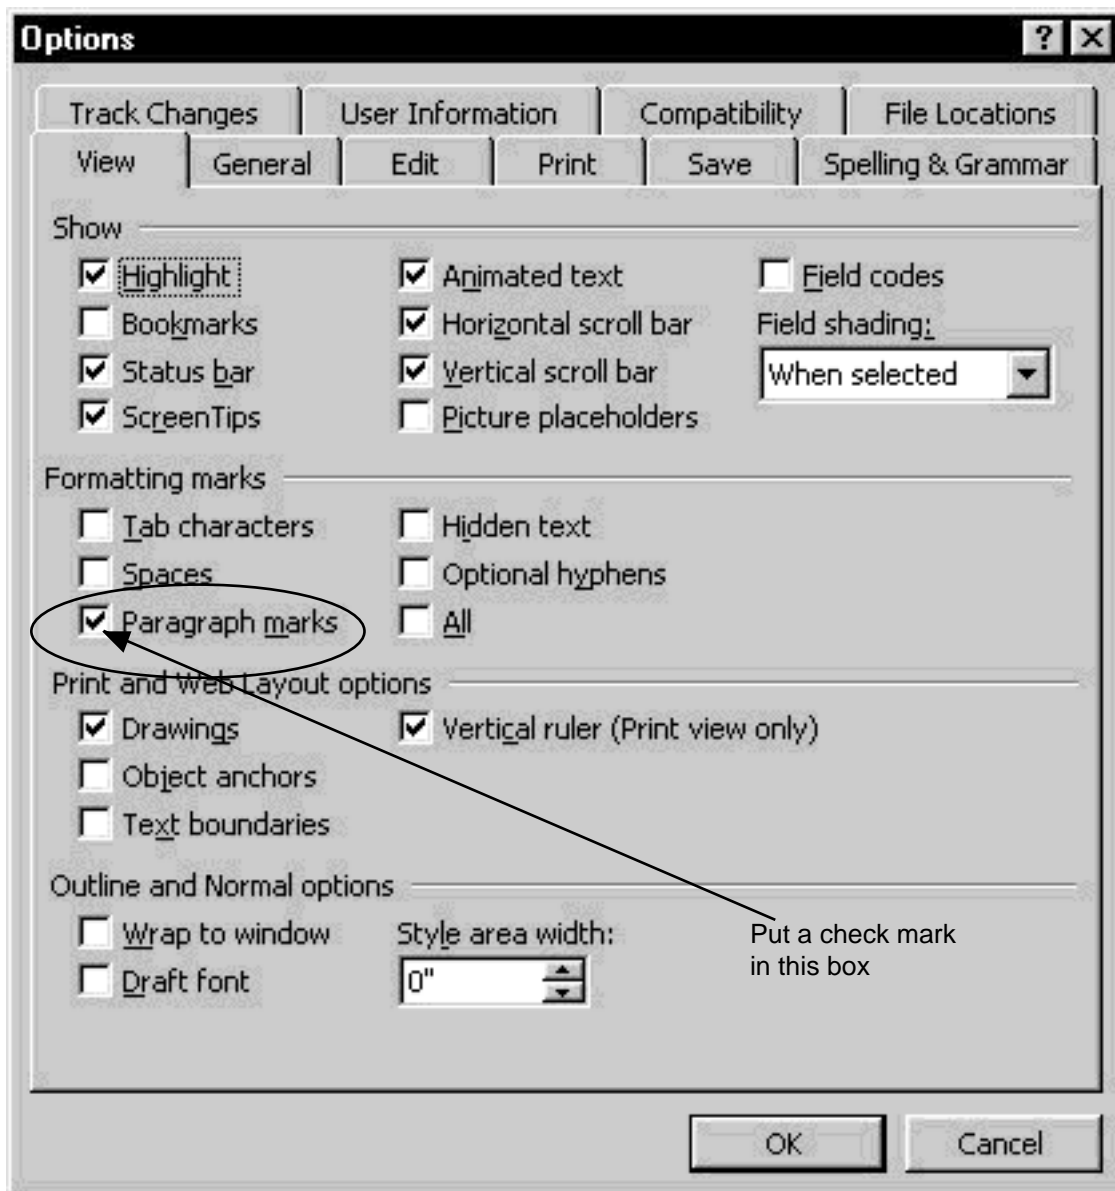 Options
Track Changes User Information Compatibility File Locations
View General Edit Print Save Spelling & Grammar
Show
Highlight Animated text Field codes
Bookmarks Horizontal scroll bar Field shading:
Status bar Vertical scroll bar When selected
ScreenTips Picture placeholders
Formatting marks
Tab characters Hidden text
Spaces Optional hyphens
Paragraph marks All
Print and Web Layout options
Drawings Vertical ruler (Print view only)
Object anchors
Text boundaries
Outline and Normal options
Wrap to window Style area width:
Draft font 0"
Put a check mark
in this box
OK Cancel